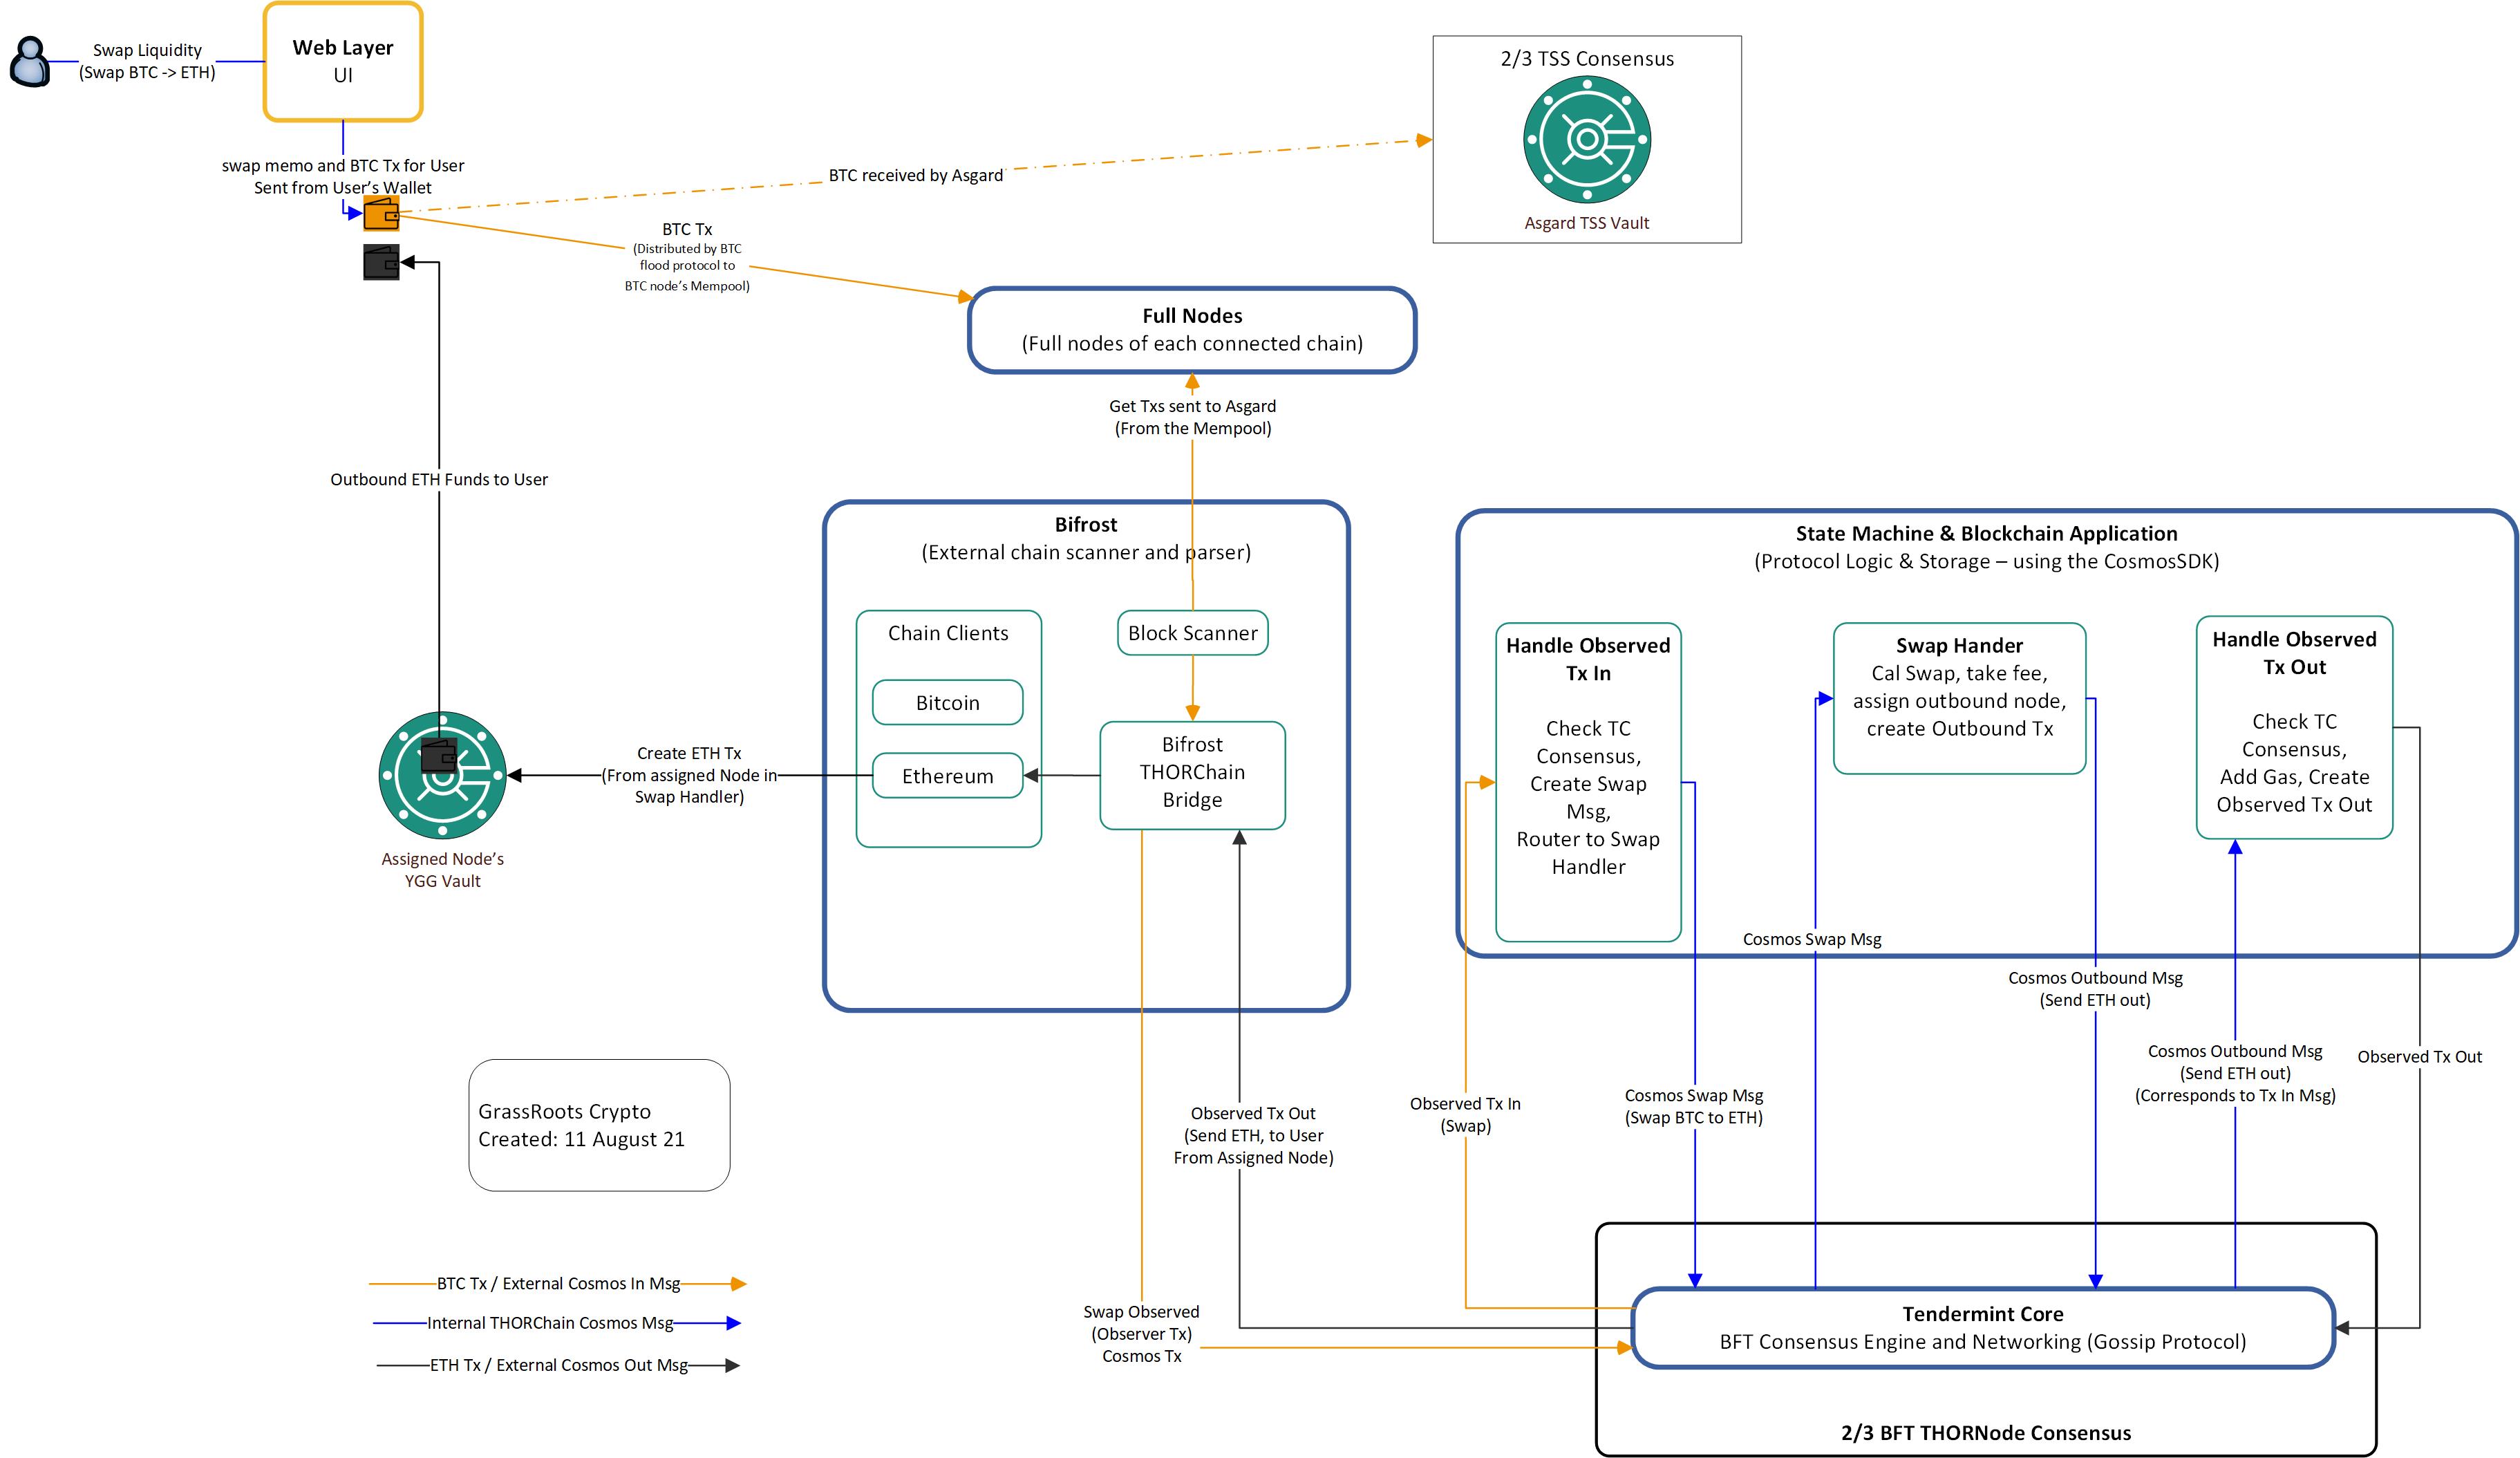 Web Layer
UI
Swap Liquidity
(Swap BTC -> ETH)
swap memo and BTC Tx for User
Sent from User's Wallet
BTC received by Asgard
2/3 TSS Consensus
Asgard TSS Vault
BTC Tx
(Distributed by BTC
flood protocol to
BTC node's Mempool)
Full Nodes
(Full nodes of each connected chain)
Get Txs sent to Asgard
(From the Mempool)
Outbound ETH Funds to User
Bifrost
(External chain scanner and parser)
Chain Clients
Bitcoin
Ethereum
Block Scanner
Bifrost
THORChain
Bridge
Create ETH Tx
(From assigned Node in
Swap Handler)
Assigned Node's
YGG Vault
State Machine & Blockchain Application
(Protocol Logic & Storage – using the CosmosSDK)
Handle Observed
Tx In
Check TC
Consensus,
Create Swap
Msg,
Router to Swap
Handler
Swap Hander
Cal Swap, take fee,
assign outbound node,
create Outbound Tx
Handle Observed
Tx Out
Check TC
Consensus,
Add Gas, Create
Observed Tx Out
Cosmos Swap Msg
Cosmos Outbound Msg
(Send ETH out)
Cosmos Outbound Msg
(Send ETH out)
(Corresponds to Tx In Msg)
Observed Tx Out
Observed Tx Out
(Send ETH, to User
From Assigned Node)
Observed Tx In
(Swap)
Cosmos Swap Msg
(Swap BTC to ETH)
GrassRoots Crypto
Created: 11 August 21
BTC Tx / External Cosmos In Msg
Internal THORChain Cosmos Msg
ETH Tx / External Cosmos Out Msg
Swap Observed
(Observer Tx)
Cosmos Tx
Tendermint Core
BFT Consensus Engine and Networking (Gossip Protocol)
2/3 BFT THORNode Consensus